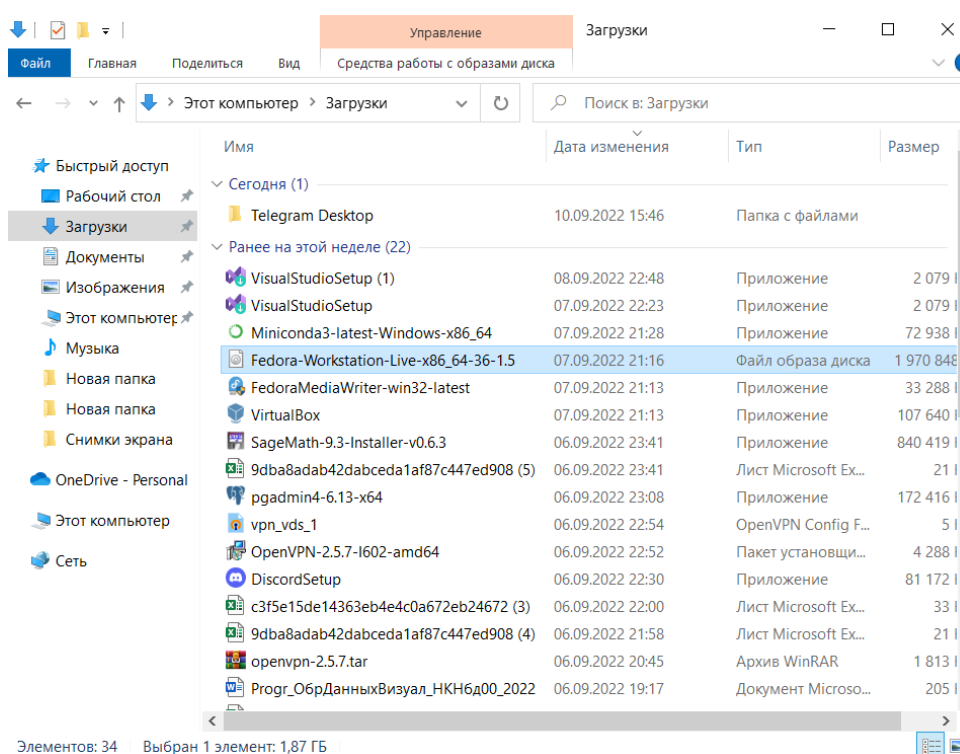 Управление
Загрузки
Файл Главная Поделиться Вид Средства работы с образами диска
Этот компьютер Загрузки Поиск в: Загрузки
Имя Дата изменения Тип Размер
Быстрый доступ
Рабочий стол
Загрузки
Документы
Изображения
Этот компьютер
Музыка
Новая папка
Новая папка
Снимки экрана
OneDrive - Personal
Этот компьютер
Сеть
Сегодня (1)
Telegram Desktop 10.09.2022 15:46 Папка с файлами
Ранее на этой неделе (22)
VisualStudioSetup (1) 08.09.2022 22:48 Приложение 2 079
VisualStudioSetup 07.09.2022 22:23 Приложение 2 079
Miniconda3-latest-Windows-x86_64 07.09.2022 21:28 Приложение 72 938
Fedora-Workstation-Live-x86_64-36-1.5 07.09.2022 21:16 Файл образа диска 1 970 848
FedoraMediaWriter-win32-latest 07.09.2022 21:13 Приложение 33 288
VirtualBox 07.09.2022 21:13 Приложение 107 640
SageMath-9.3-Installer-v0.6.3 06.09.2022 23:41 Приложение 840 419
9dba8adab42dabceda1af87c447ed908 (5) 06.09.2022 23:41 Лист Microsoft Ex... 21
pgadmin4-6.13-x64 06.09.2022 23:08 Приложение 172 416
vpn_vds_1 06.09.2022 22:54 OpenVPN Config F... 5
OpenVPN-2.5.7-I602-amd64 06.09.2022 22:52 Пакет установщи... 4 288
DiscordSetup 06.09.2022 22:30 Приложение 81 172
c3f5e15de14363eb4e4c0a672eb24672 (3) 06.09.2022 22:00 Лист Microsoft Ex... 33
9dba8adab42dabceda1af87c447ed908 (4) 06.09.2022 21:58 Лист Microsoft Ex... 21
openvpn-2.5.7.tar 06.09.2022 20:45 Архив WinRAR 1 813
Progr_ОбрДанныхВизуал_НКН6д00_2022 06.09.2022 19:17 Документ Microso... 205
Элементов: 34 Выбран 1 элемент: 1,87 ГБ